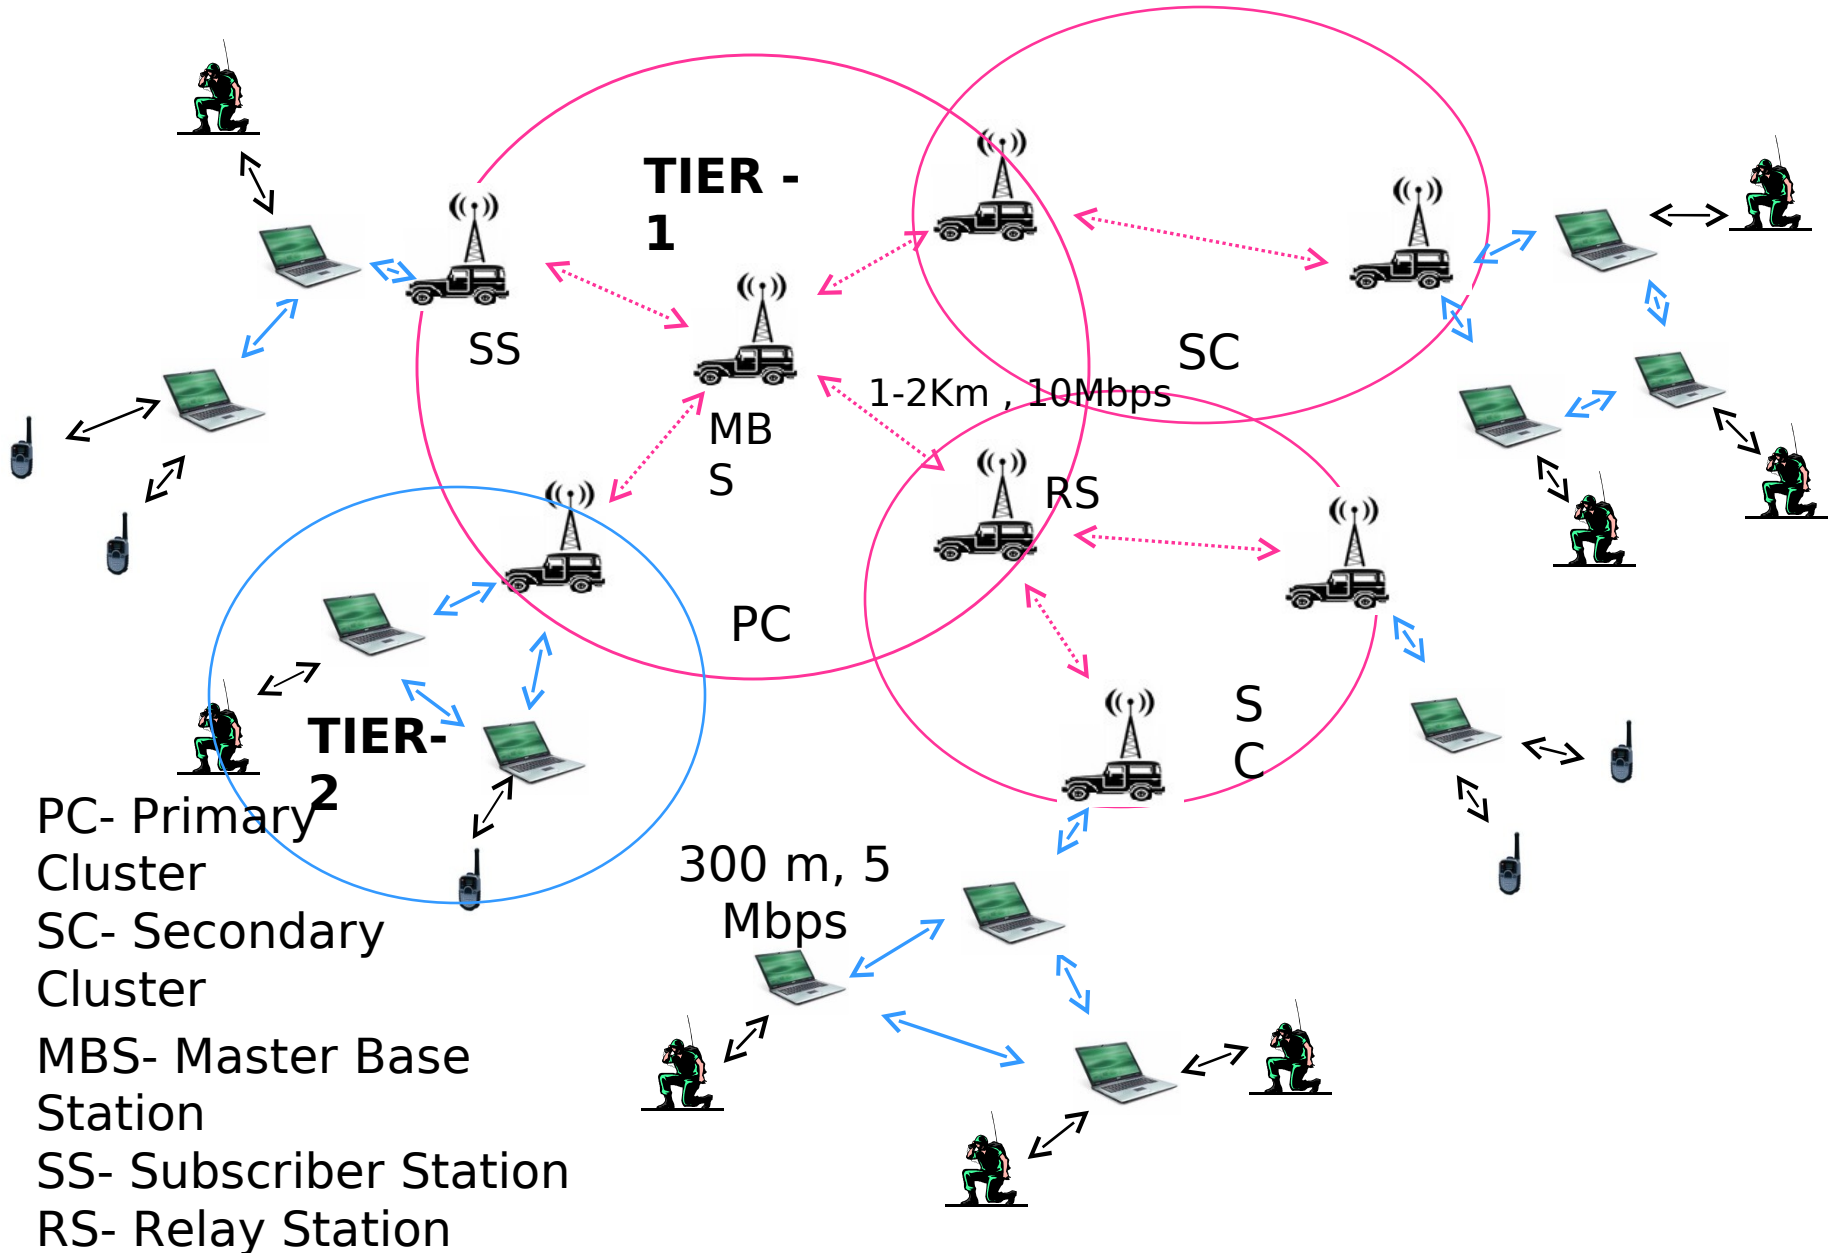 TIER -
1
SS
SC
1-2Km , 10Mbps
MB
S
RS
PC
S
C
TIER-
2
300 m, 5
Mbps
PC- Primary
Cluster
SC- Secondary
Cluster
MBS- Master Base
Station
SS- Subscriber Station
RS- Relay Station